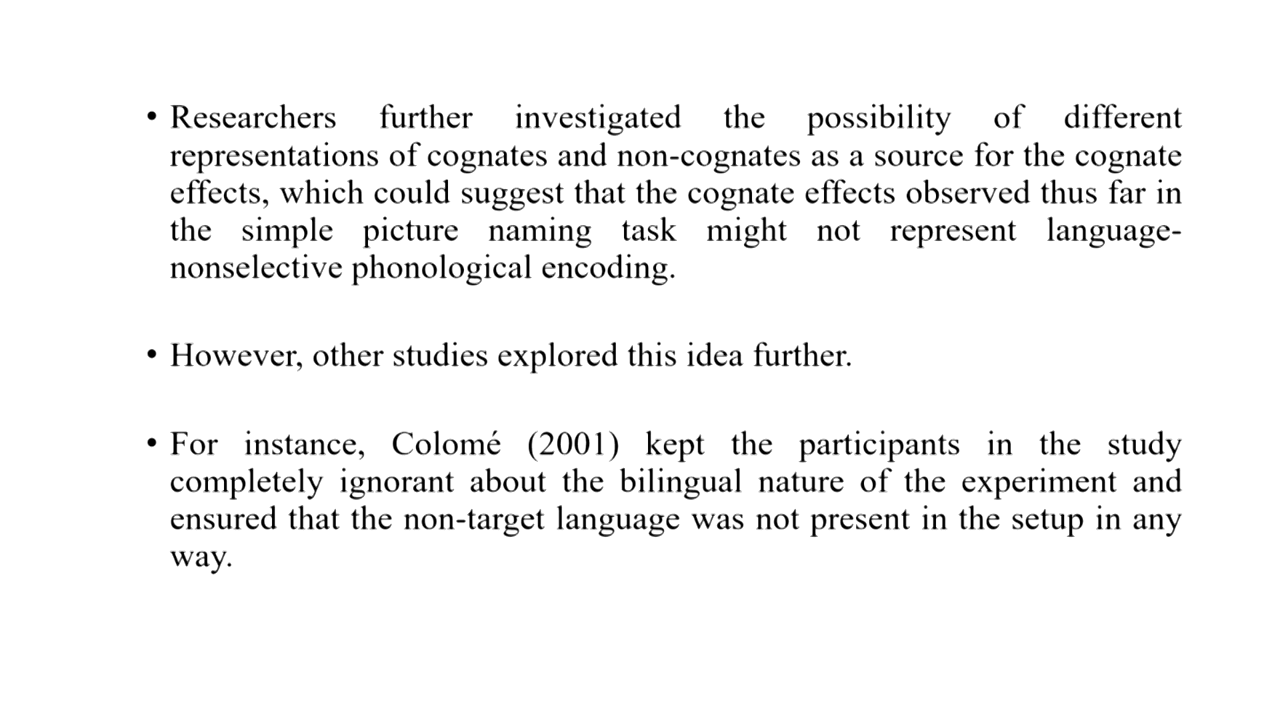 • Researchers further investigated the possibility of different
representations of cognates and non-cognates as a source for the cognate
effects, which could suggest that the cognate effects observed thus far in
the simple picture naming task might not represent language-
nonselective phonological encoding.
• However, other studies explored this idea further.
• For instance, Colomé (2001) kept the participants in the study
completely ignorant about the bilingual nature of the experiment and
ensured that the non-target language was not present in the setup in any
way.